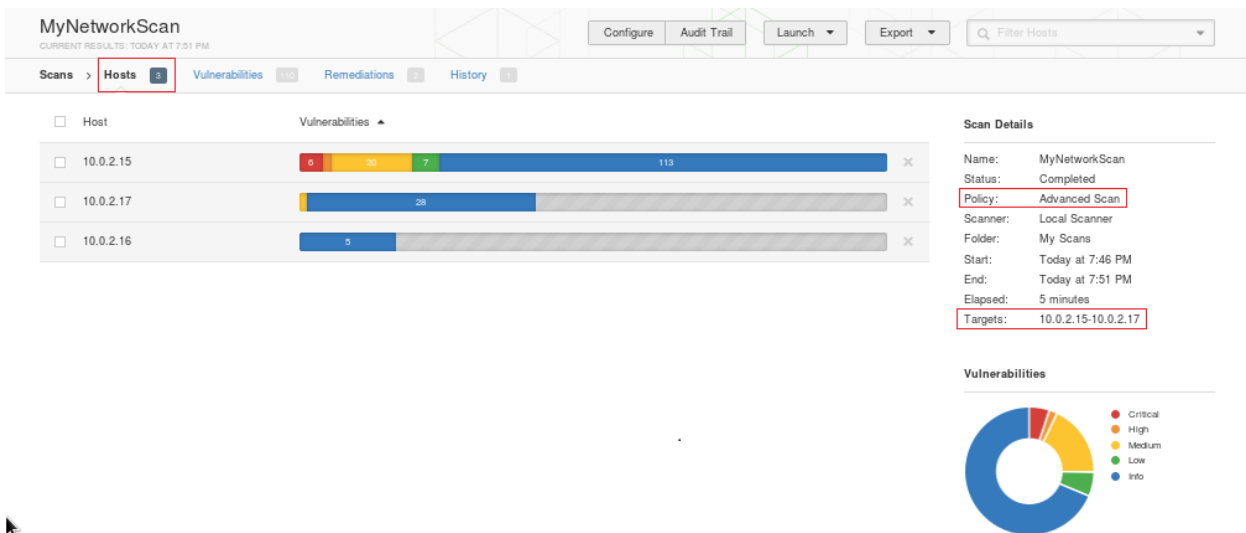 MyNetworkScan
CURRENT RESULTS: TODAY AT 7:51 PM
Configure Audit Trail Launch Export Filter Hosts
Scans > Hosts 3 Vulnerabilities 110 Remediations 2 History 1
Host Vulnerabilities
10.0.2.15 6 20 7 113
10.0.2.17 28
10.0.2.16 5
Scan Details
Name: MyNetworkScan
Status: Completed
Policy: Advanced Scan
Scanner: Local Scanner
Folder: My Scans
Start: Today at 7:46 PM
End: Today at 7:51 PM
Elapsed: 5 minutes
Targets: 10.0.2.15-10.0.2.17
Vulnerabilities
Critical
High
Medium
Low
Info